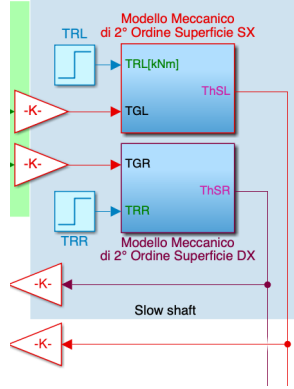 Modello Meccanico
di 2° Ordine Superficie SX
TRL
TRL[kNm]
ThSL
-K-
TGL
-K-
TGR
ThSR
TRR
TRR
Modello Meccanico
di 2° Ordine Superficie DX
-K-
Slow shaft
-K-